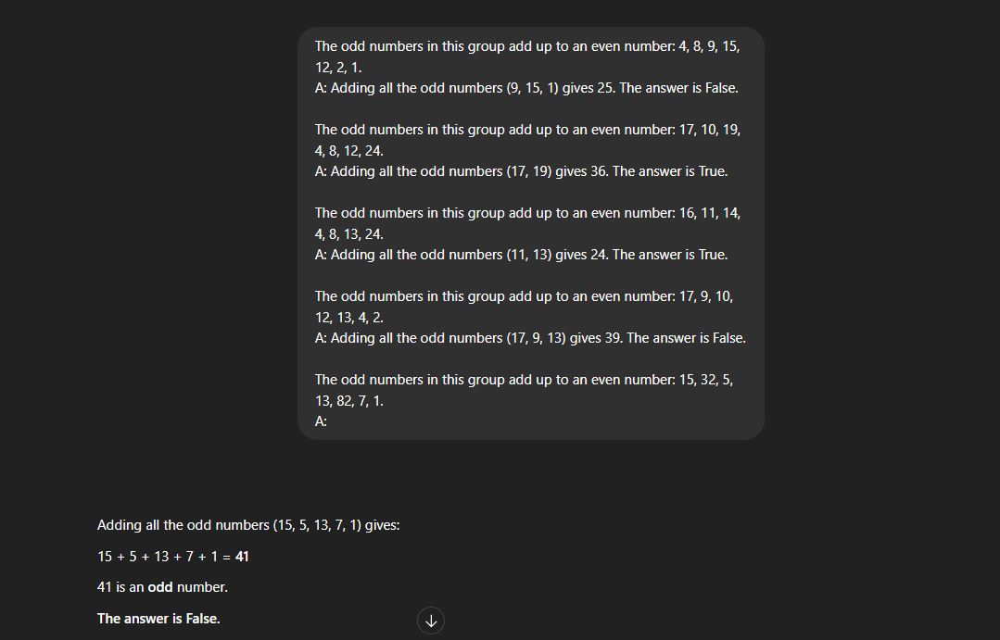 The odd numbers in this group add up to an even number: 4, 8, 9, 15,
12, 2, 1.
A: Adding all the odd numbers (9, 15, 1) gives 25. The answer is False.
The odd numbers in this group add up to an even number: 17, 10, 19,
4, 8, 12, 24.
A: Adding all the odd numbers (17, 19) gives 36. The answer is True.
The odd numbers in this group add up to an even number: 16, 11, 14,
4, 8, 13, 24.
A: Adding all the odd numbers (11, 13) gives 24. The answer is True.
The odd numbers in this group add up to an even number: 17, 9, 10,
12, 13, 4, 2.
A: Adding all the odd numbers (17, 9, 13) gives 39. The answer is False.
The odd numbers in this group add up to an even number: 15, 32, 5,
13, 82, 7, 1.
A:
Adding all the odd numbers (15, 5, 13, 7, 1) gives:
15 + 5 + 13 + 7 + 1 = 41
41 is an odd number.
The answer is False.